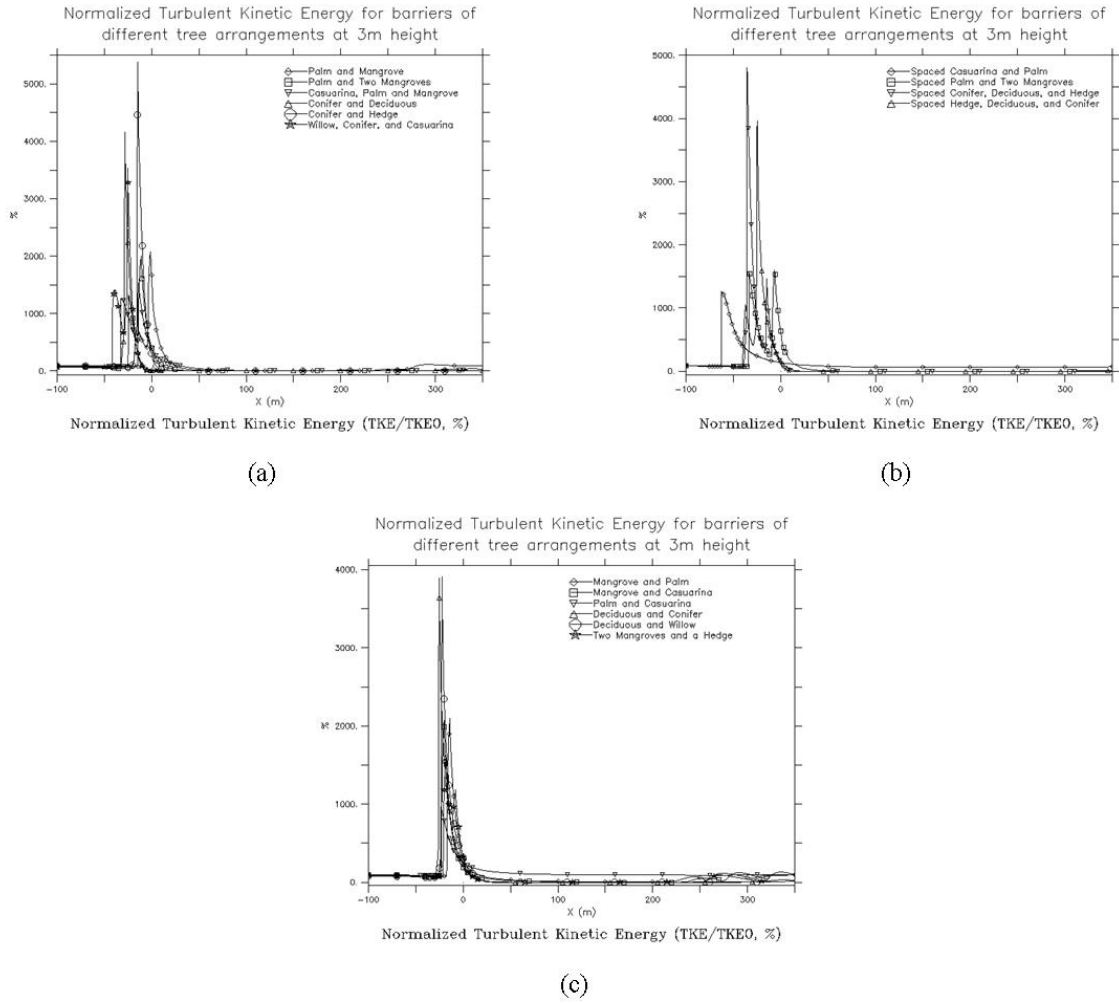 Normalized Turbulent Kinetic Energy for barriers of
different tree arrangements at 3m height
Palm and Mangrove
Palm and Two Mangroves
Casuarina, Palm and Mangrove
Conifer and Deciduous
Conifer and Hedge
Willow, Conifer, and Casuarina
5000.
4000.
3000.
2000.
1000.
0.
%
-100
0
100
200
300
X (m)
Normalized Turbulent Kinetic Energy (TKE/TKE0, %)
(a)
Normalized Turbulent Kinetic Energy for barriers of
different tree arrangements at 3m height
Spaced Casuarina and Palm
Spaced Palm and Two Mangroves
Spaced Conifer, Deciduous, and Hedge
Spaced Hedge, Deciduous, and Conifer
5000.
4000.
3000.
2000.
1000.
0.
%
-100
0
100
200
300
X (m)
Normalized Turbulent Kinetic Energy (TKE/TKE0, %)
(b)
Normalized Turbulent Kinetic Energy for barriers of
different tree arrangements at 3m height
Mangrove and Palm
Mangrove and Casuarina
Palm and Casuarina
Deciduous and Conifer
Deciduous and Willow
Two Mangroves and a Hedge
4000.
3000.
2000.
1000.
0.
%
-100
0
100
200
300
X (m)
Normalized Turbulent Kinetic Energy (TKE/TKE0, %)
(c)